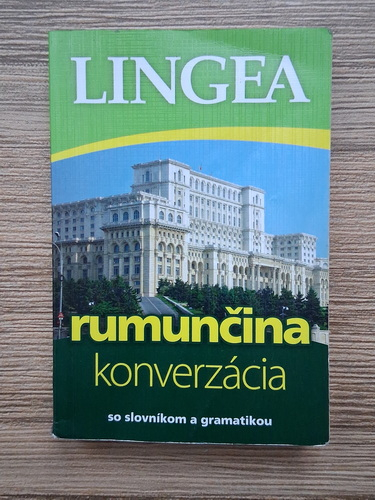 LINGEA
rumunčina
konverzácia
so slovníkom a gramatikou